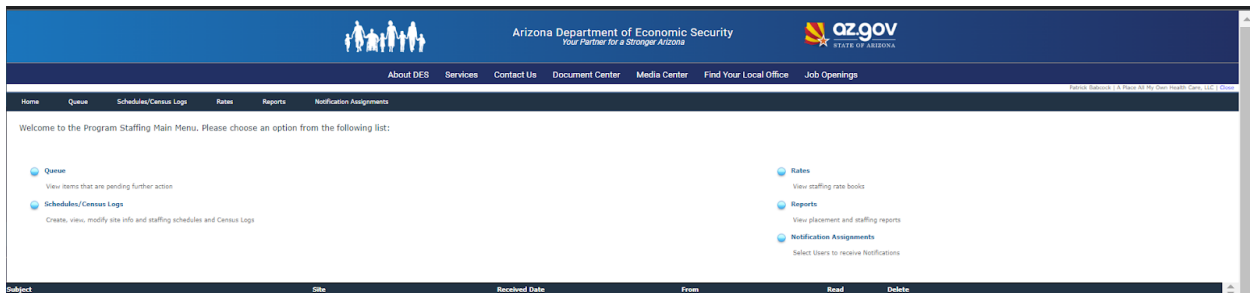 Arizona Department of Economic Security
Your Partner for a Stronger Arizona
az.gov
STATE OF ARIZONA
About DES Services Contact Us Document Center Media Center Find Your Local Office Job Openings
Patrick Babcock | A Place All My Own Health Care, LLC | Close
Home Queue Schedules/Census Logs Rates Reports Notification Assignments
Welcome to the Program Staffing Main Menu. Please choose an option from the following list:
Queue
View items that are pending further action
Schedules/Census Logs
Create, view, modify site info and staffing schedules and Census Logs
Rates
View staffing rate books
Reports
View placement and staffing reports
Notification Assignments
Select Users to receive Notifications
Subject Site Received Date From Read Delete